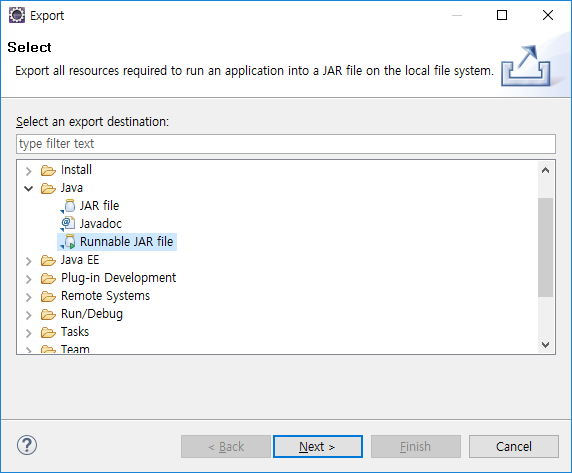 Export
Select
Export all resources required to run an application into a JAR file on the local file system.
Select an export destination:
type filter text
Install
Java
JAR file
Javadoc
Runnable JAR file
Java EE
Plug-in Development
Remote Systems
Run/Debug
Tasks
Team
< Back
Next >
Finish
Cancel